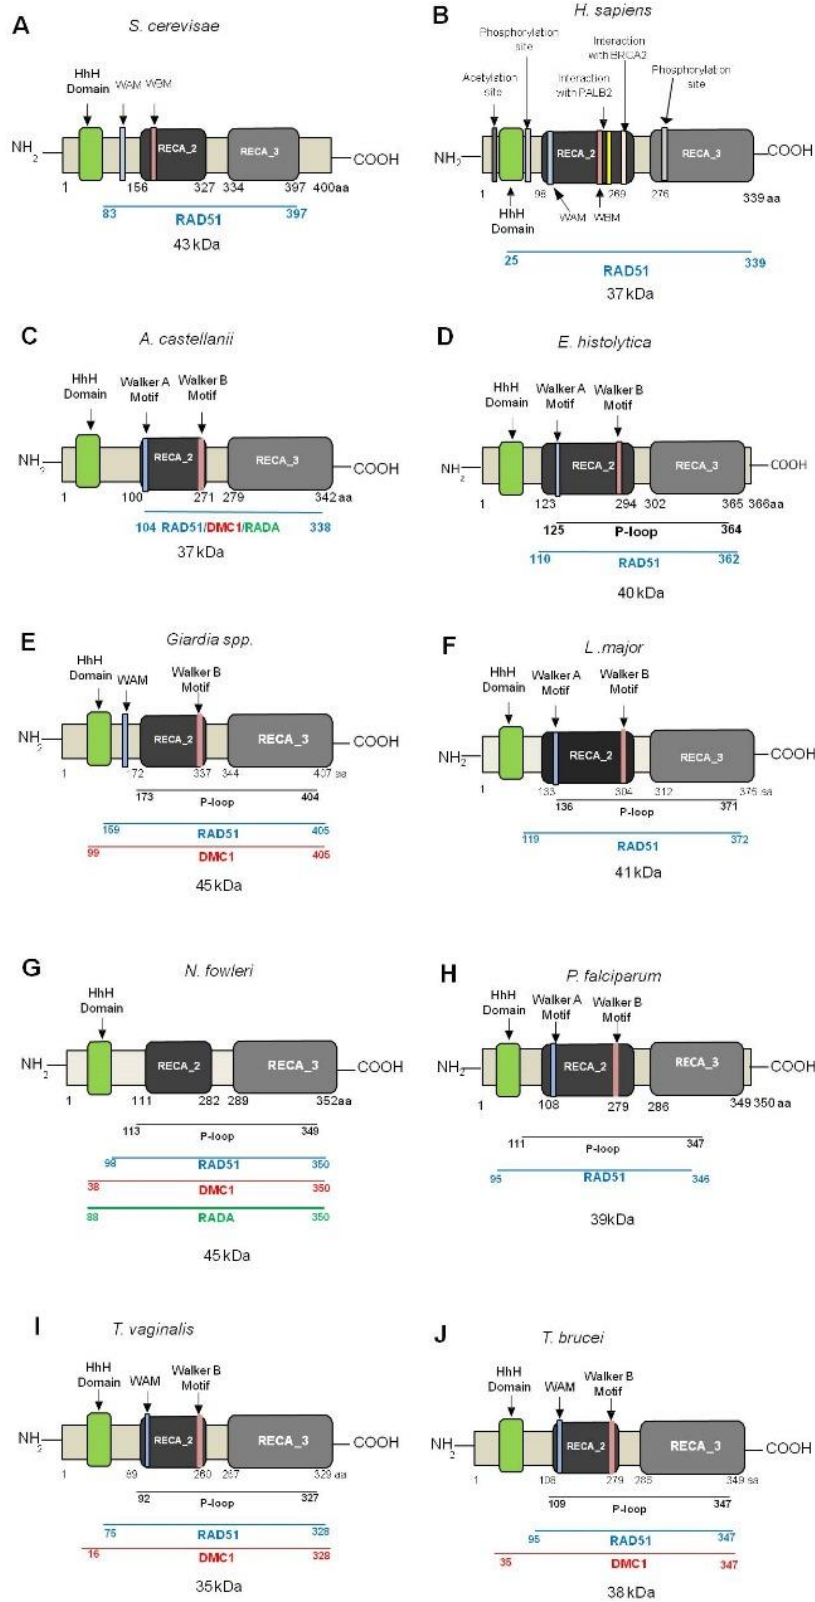 A
S. cerevisae
HhH
Domain
WAM WBM
NH2
RECA_2
RECA_3
COOH
1
156
327
334
397
400aa
83
RAD51
397
43 kDa
B
H. sapiens
Phosphorylation
site
Interaction
with BRCA2
Acetylation
site
Interaction
with PALB2
Phosphorylation
site
NH2
RECA_2
RECA_3
COOH
1
98
269
276
339 aa
HhH
Domain
WAM
WBM
25
RAD51
339
37 kDa
C
A. castellanii
HhH
Domain
Walker A
Motif
Walker B
Motif
NH2
RECA_2
RECA_3
COOH
1
100
271
279
342 aa
104 RAD51/DMC1/RADA 338
37 kDa
D
E. histolytica
HhH
Domain
Walker A
Motif
Walker B
Motif
NH2
RECA_2
RECA_3
COOH
1
123
294
302
365
366aa
125
P-loop
364
110
RAD51
362
40 kDa
E
Giardia spp.
HhH
Domain
WAM
Walker B
Motif
NH2
RECA_2
RECA_3
COOH
1
72
337
344
407 aa
173
P-loop
404
159
RAD51
405
99
DMC1
405
45 kDa
F
L .major
HhH
Domain
Walker A
Motif
Walker B
Motif
NH2
RECA_2
RECA_3
COOH
1
133
304
312
375 aa
136
P-loop
371
119
RAD51
372
41 kDa
G
N. fowleri
HhH
Domain
NH2
RECA_2
RECA_3
COOH
1
111
282
289
352aa
113
P-loop
349
98
RAD51
350
38
DMC1
350
88
RADA
350
45 kDa
H
P. falciparum
HhH
Domain
Walker A
Motif
Walker B
Motif
NH2
RECA_2
RECA_3
COOH
1
108
279
286
349
350 aa
111
P-loop
347
95
RAD51
346
39kDa
I
T. vaginalis
HhH
Domain
WAM
Walker B
Motif
NH2
RECA_2
RECA_3
COOH
1
89
260
267
329 aa
92
P-loop
327
75
RAD51
328
16
DMC1
328
35 kDa
J
T. brucei
HhH
Domain
WAM
Walker B
Motif
NH2
RECA_2
RECA_3
COOH
1
108
279
285
349 aa
109
P-loop
347
95
RAD51
347
35
DMC1
347
38 kDa